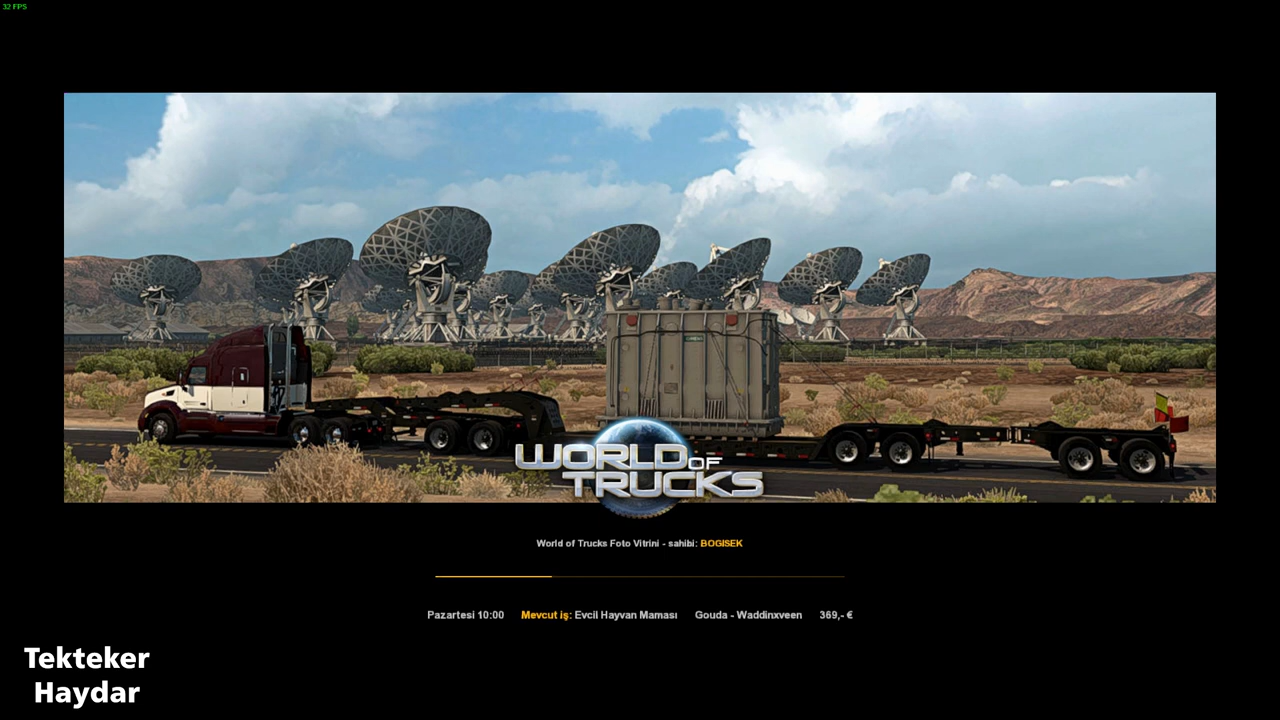 32 FPS
WORLD OF
TRUCKS
World of Trucks Foto Vitrini - sahibi: BOGISEK
Pazartesi 10:00 Mevcut iş: Evcil Hayvan Maması Gouda - Waddinxveen 369,- €
Tekteker
Haydar